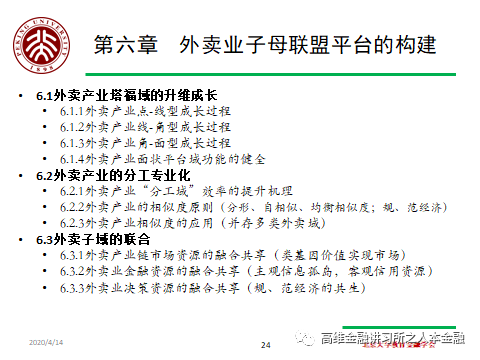 PEKING UNIVERSITY
1898
第六章 外卖业子母联盟平台的构建
• 6.1外卖产业塔福域的升维成长
• 6.1.1外卖产业点-线型成长过程
• 6.1.2外卖产业线-角型成长过程
• 6.1.3外卖产业角-面型成长过程
• 6.1.4外卖产业面状平台域功能的健全
• 6.2外卖产业的分工专业化
• 6.2.1外卖产业“分工域”效率的提升机理
• 6.2.2外卖产业的相似度原则（分形、自相似、均衡相似度；规、范经济）
• 6.2.3外卖产业相似度的应用（并存多类外卖域）
• 6.3外卖子域的联合
• 6.3.1外卖产业链市场资源的融合共享（类基因价值实现市场）
• 6.3.2外卖业金融资源的融合共享（主观信息孤岛，客观信用资源）
• 6.3.3外卖业决策资源的融合共享（规、范经济的共生）
2020/4/14
24
高维金融讲习所之人本金融